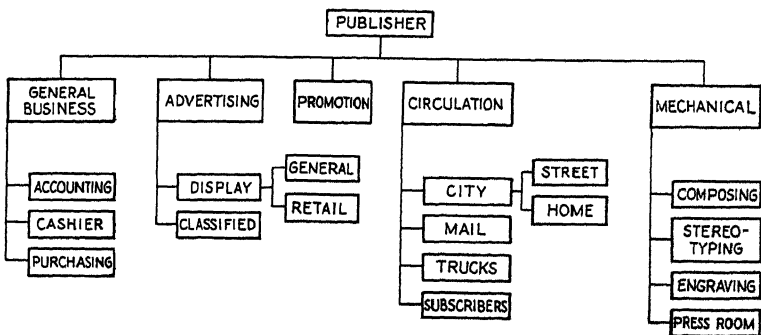 PUBLISHER
GENERAL
BUSINESS
ADVERTISING
PROMOTION
CIRCULATION
MECHANICAL
ACCOUNTING
CASHIER
PURCHASING
DISPLAY
CLASSIFIED
GENERAL
RETAIL
CITY
MAIL
TRUCKS
SUBSCRIBERS
STREET
HOME
COMPOSING
STEREO-
TYPING
ENGRAVING
PRESS ROOM